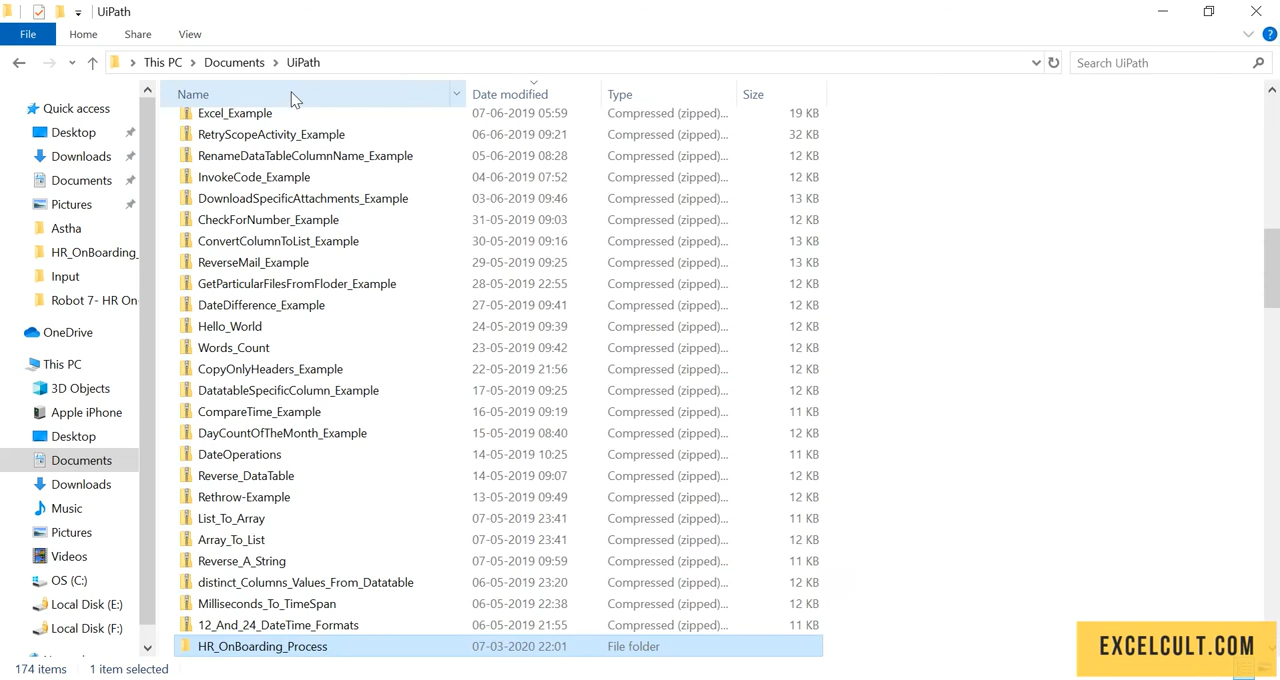 UiPath
File Home Share View
This PC Documents UiPath Search UiPath
Name Date modified Type Size
Quick access
Desktop
Downloads
Documents
Pictures
Astha
HR_OnBoarding_
Input
Robot 7- HR On
OneDrive
This PC
3D Objects
Apple iPhone
Desktop
Documents
Downloads
Music
Pictures
Videos
OS (C:)
Local Disk (E:)
Local Disk (F:)
Excel_Example 07-06-2019 05:59 Compressed (zipped)... 19 KB
RetryScopeActivity_Example 06-06-2019 09:21 Compressed (zipped)... 32 KB
RenameDataTableColumnName_Example 05-06-2019 08:28 Compressed (zipped)... 12 KB
InvokeCode_Example 04-06-2019 07:52 Compressed (zipped)... 12 KB
DownloadSpecificAttachments_Example 03-06-2019 09:46 Compressed (zipped)... 13 KB
CheckForNumber_Example 31-05-2019 09:03 Compressed (zipped)... 12 KB
ConvertColumnToList_Example 30-05-2019 09:16 Compressed (zipped)... 13 KB
ReverseMail_Example 29-05-2019 09:25 Compressed (zipped)... 13 KB
GetParticularFilesFromFloder_Example 28-05-2019 22:55 Compressed (zipped)... 12 KB
DateDifference_Example 27-05-2019 09:41 Compressed (zipped)... 12 KB
Hello_World 24-05-2019 09:39 Compressed (zipped)... 12 KB
Words_Count 23-05-2019 09:42 Compressed (zipped)... 12 KB
CopyOnlyHeaders_Example 22-05-2019 21:56 Compressed (zipped)... 12 KB
DatatableSpecificColumn_Example 17-05-2019 09:25 Compressed (zipped)... 12 KB
CompareTime_Example 16-05-2019 09:19 Compressed (zipped)... 11 KB
DayCountOfTheMonth_Example 15-05-2019 08:40 Compressed (zipped)... 12 KB
DateOperations 14-05-2019 10:25 Compressed (zipped)... 11 KB
Reverse_DataTable 14-05-2019 09:07 Compressed (zipped)... 12 KB
Rethrow-Example 13-05-2019 09:49 Compressed (zipped)... 12 KB
List_To_Array 07-05-2019 23:41 Compressed (zipped)... 11 KB
Array_To_List 07-05-2019 23:41 Compressed (zipped)... 11 KB
Reverse_A_String 07-05-2019 09:59 Compressed (zipped)... 11 KB
distinct_Columns_Values_From_Datatable 06-05-2019 23:20 Compressed (zipped)... 12 KB
Milliseconds_To_TimeSpan 06-05-2019 22:38 Compressed (zipped)... 12 KB
12_And_24_DateTime_Formats 06-05-2019 21:55 Compressed (zipped)... 11 KB
HR_OnBoarding_Process 07-03-2020 22:01 File folder
EXCELCULT.COM
174 items 1 item selected